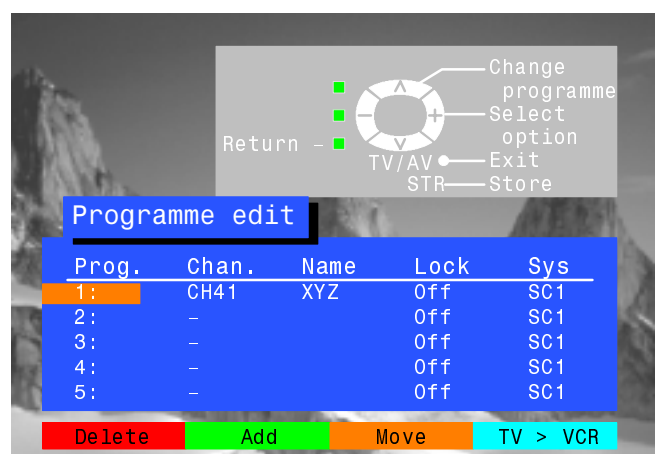 Change
programme
Select
option
Return –
TV/AV Exit
STR Store
Programme edit
Prog. Chan. Name Lock Sys
1: CH41 XYZ Off SC1
2: – Off SC1
3: – Off SC1
4: – Off SC1
5: – Off SC1
Delete Add Move TV > VCR